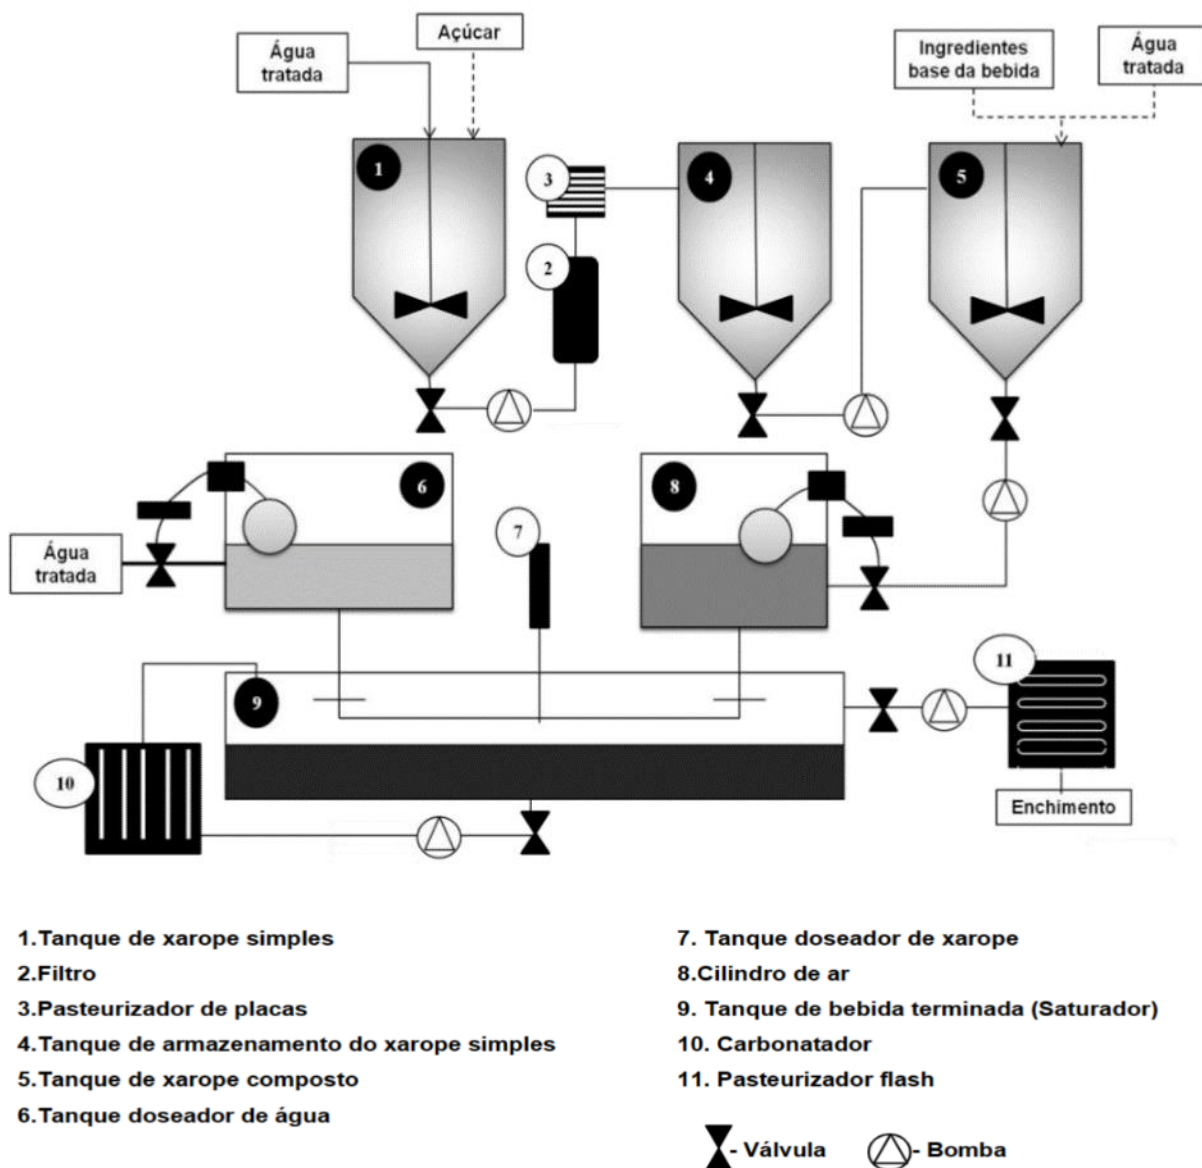 Água
tratada
Açúcar
Ingredientes
base da bebida
Água
tratada
1
3
2
4
5
6
7
8
Água
tratada
9
10
11
Enchimento
1.Tanque de xarope simples
2.Filtro
3.Pasteurizador de placas
4.Tanque de armazenamento do xarope simples
5.Tanque de xarope composto
6.Tanque doseador de água
7. Tanque doseador de xarope
8.Cilindro de ar
9. Tanque de bebida terminada (Saturador)
10. Carbonatador
11. Pasteurizador flash
- Válvula
- Bomba